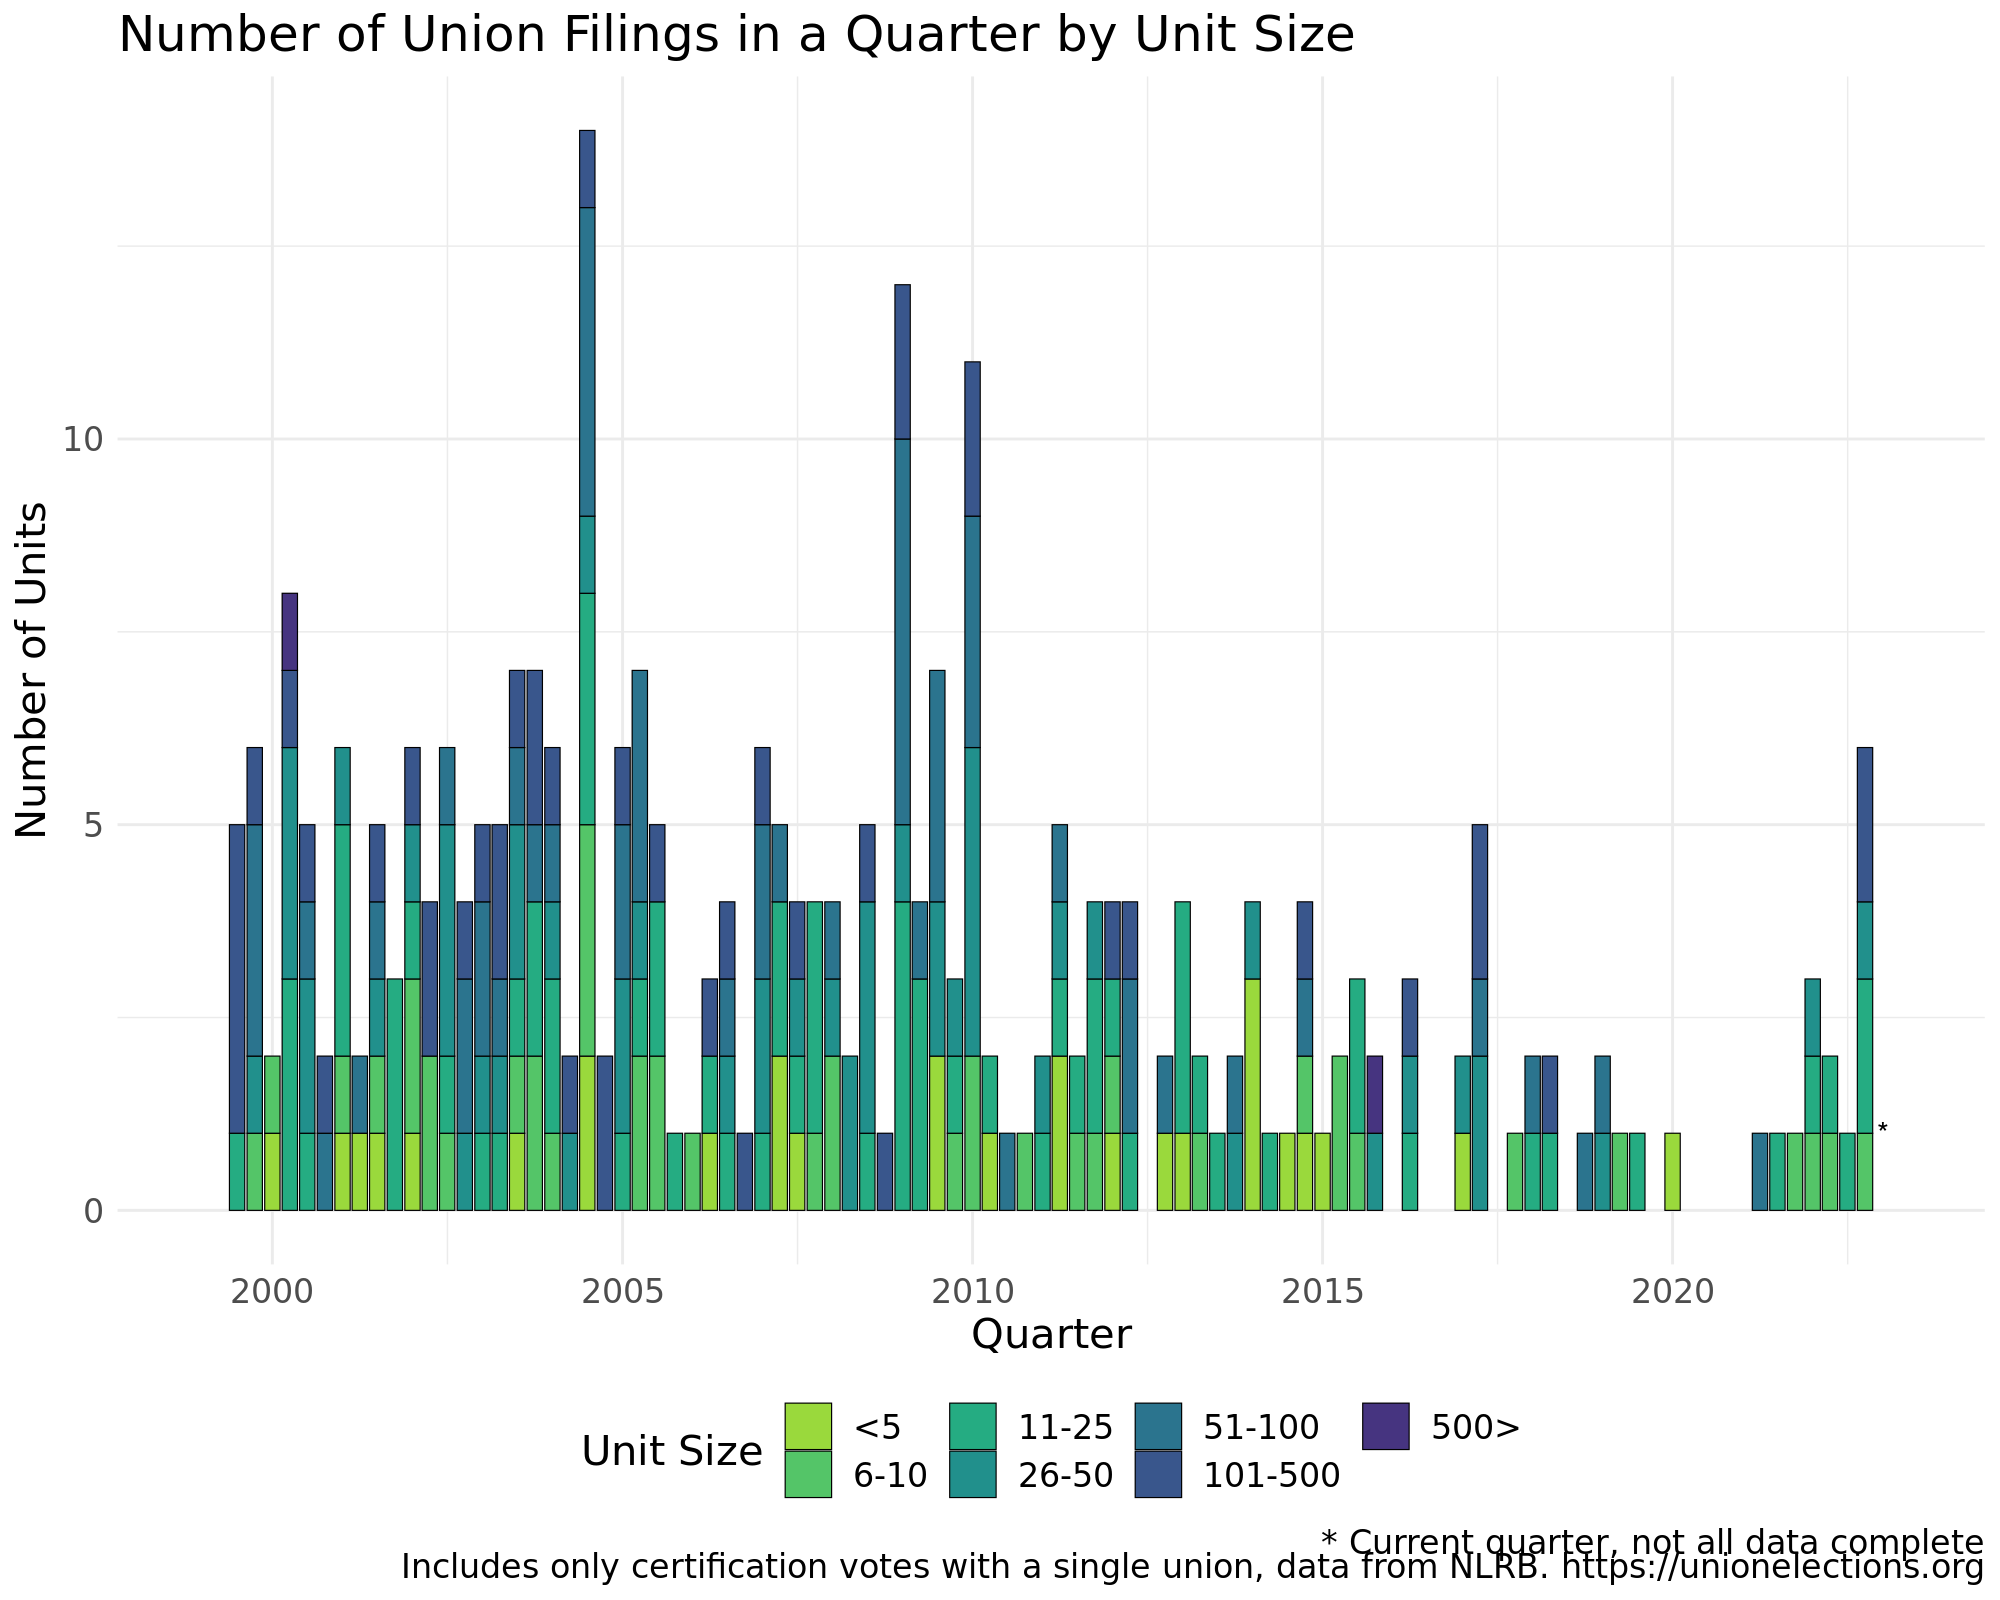 Number of Union Filings in a Quarter by Unit Size
Number of Units
10
5
0
*
2000 2005 2010 2015 2020
Quarter
Unit Size
<5 11-25 51-100 500>
6-10 26-50 101-500
* Current quarter, not all data complete
Includes only certification votes with a single union, data from NLRB. https://unionelections.org